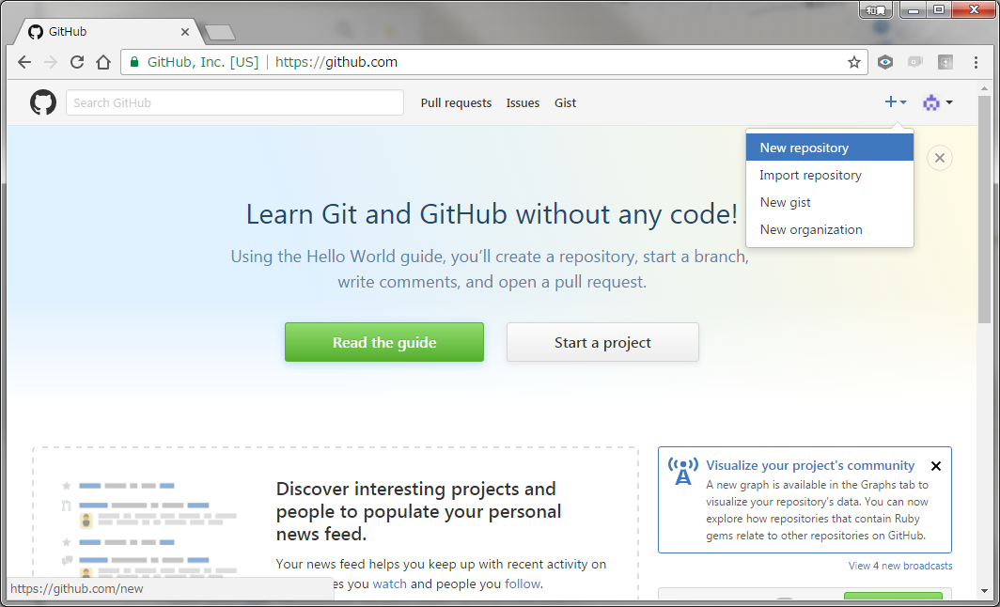 和真
GitHub
GitHub, Inc. [US] | https://github.com
Search GitHub
Pull requests Issues Gist
New repository
Import repository
New gist
New organization
Learn Git and GitHub without any code!
Using the Hello World guide, you’ll create a repository, start a branch,
write comments, and open a pull request.
Read the guide
Start a project
Discover interesting projects and
people to populate your personal
news feed.
Your news feed helps you keep up with recent activity on
es you watch and people you follow.
Visualize your project's community
A new graph is available in the Graphs tab to
visualize your repository's data. You can now
explore how repositories that contain Ruby
gems relate to other repositories on GitHub.
View 4 new broadcasts
https://github.com/new